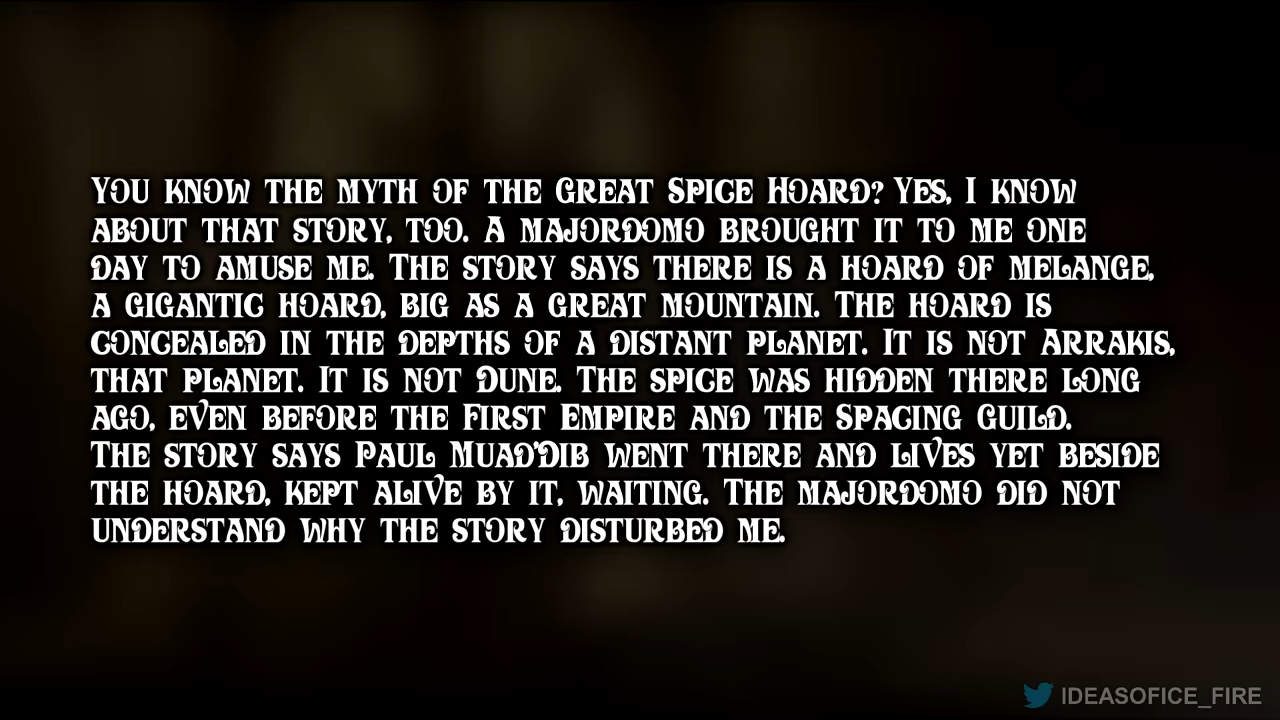 You know the myth of the Great Spice Hoard? Yes, I know
about that story, too. A majordomo brought it to me one
day to amuse me. The story says there is a hoard of melange,
a gigantic hoard, big as a great mountain. The hoard is
concealed in the depths of a distant planet. It is not Arrakis,
that planet. It is not Dune. The spice was hidden there long
ago, even before the First Empire and the Spacing Guild.
The story says Paul Muad'Dib went there and lives yet beside
the hoard, kept alive by it, waiting. The majordomo did not
understand why the story disturbed me.
IDEASOFICE_FIRE